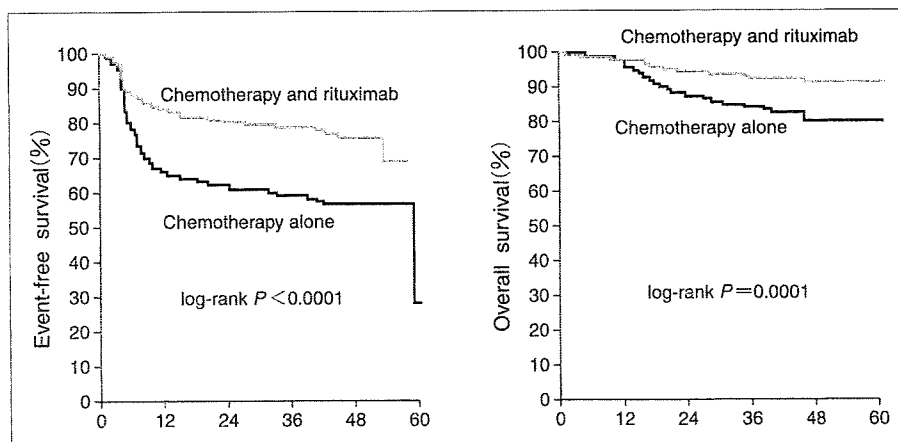 Event-free survival(%)
100
90
80
70
60
50
40
30
20
10
0
0 12 24 36 48 60
Chemotherapy and rituximab
Chemotherapy alone
log-rank P<0.0001
Overall survival(%)
100
90
80
70
60
50
40
30
20
10
0
0 12 24 36 48 60
Chemotherapy and rituximab
Chemotherapy alone
log-rank P=0.0001